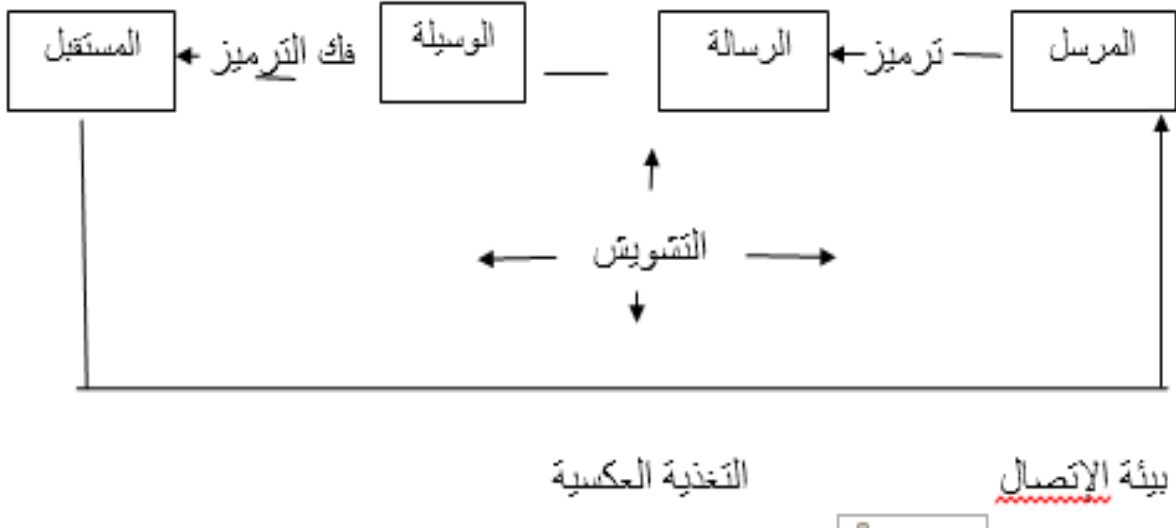 المرسل
ترميز
الرسالة
الوسيلة
فك الترميز
المستقبل
التشويش
بيئة الإتصال
التغذية العكسية